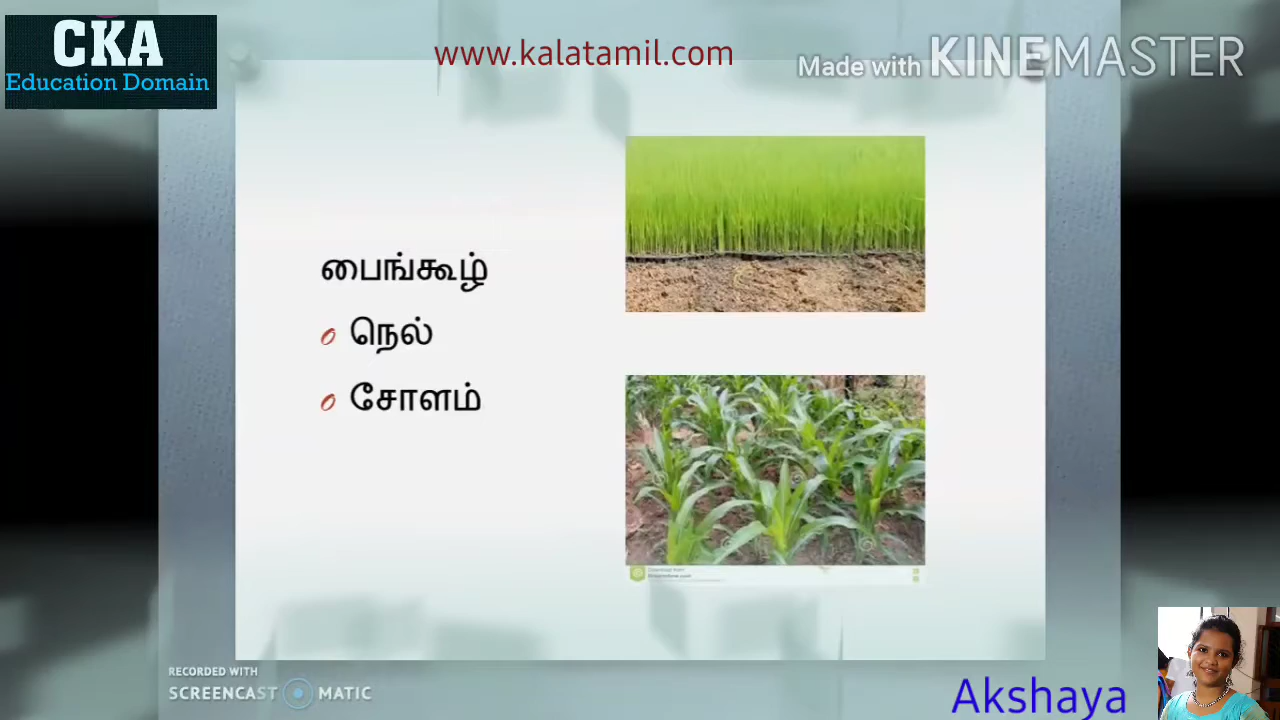 CKA
Education Domain
www.kalatamil.com
Made with KINEMASTER
பைங்கூழ்
நெல்
சோளம்
RECORDED WITH
SCREENCAST MATIC
Akshaya